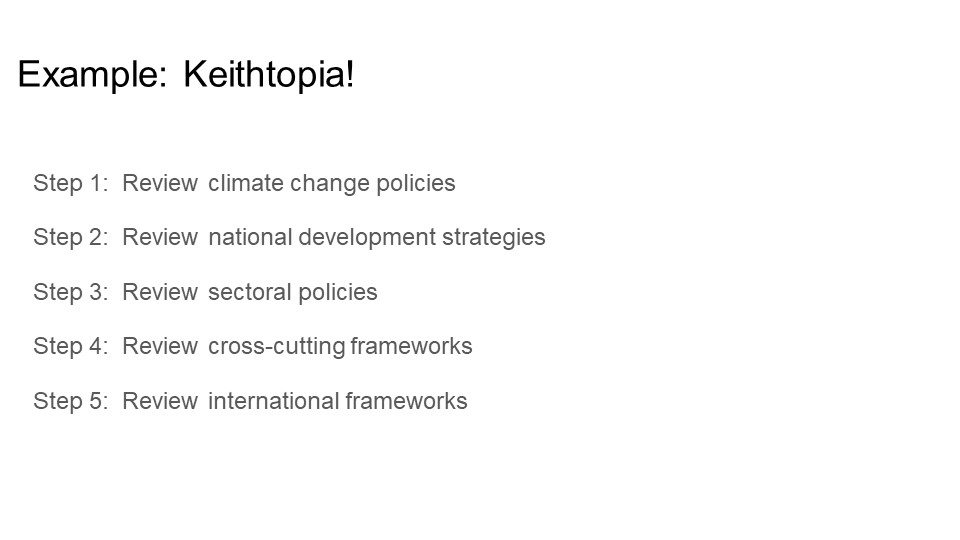 Example: Keithtopia!
Step 1: Review climate change policies
Step 2: Review national development strategies
Step 3: Review sectoral policies
Step 4: Review cross-cutting frameworks
Step 5: Review international frameworks